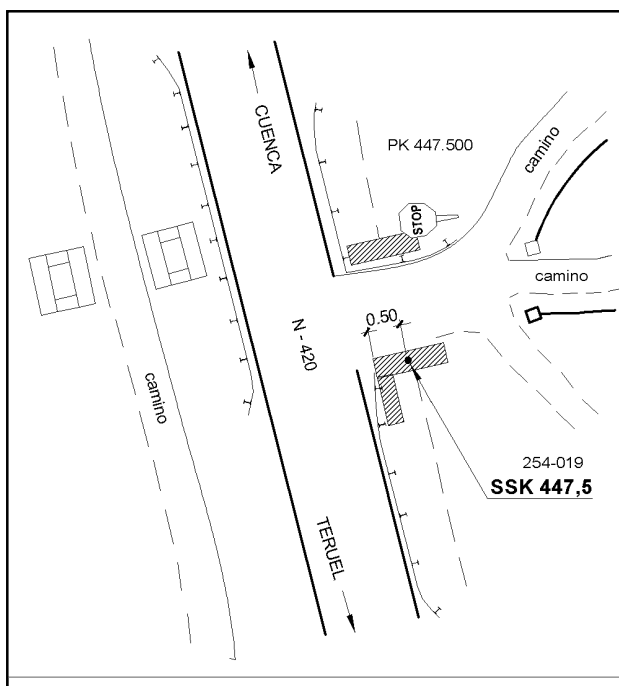 CUENCA
PK 447.500
camino
STOP
camino
0.50
N - 420
camino
254-019
SSK 447,5
TERUEL